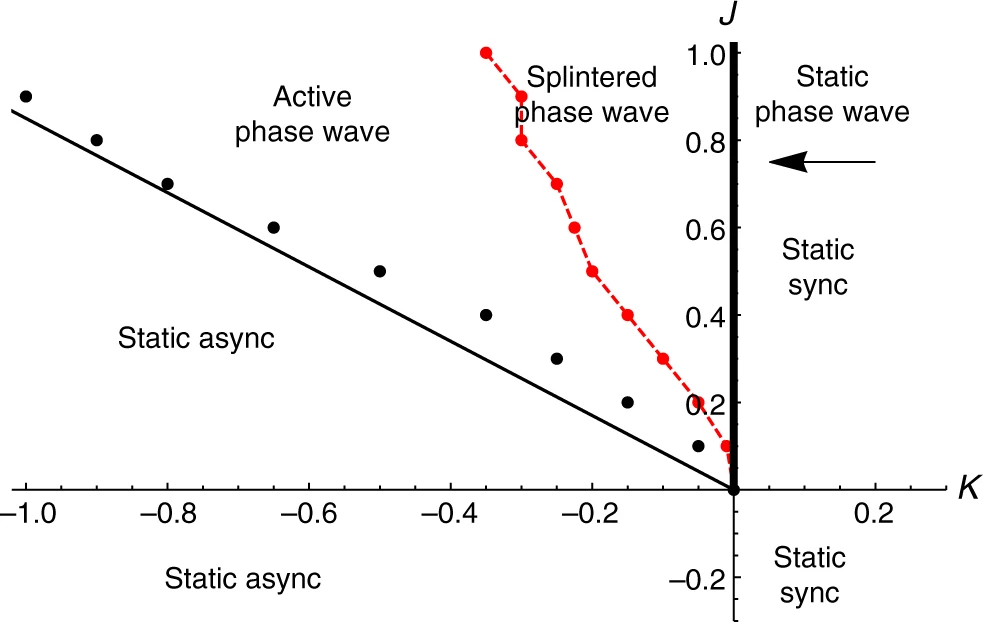 J
1.0
Active
phase wave
Splintered
phase wave
Static
phase wave
0.8
0.6
Static
sync
0.4
Static async
0.2
K
–1.0
–0.8
–0.6
–0.4
–0.2
0.2
Static async
–0.2
Static
sync